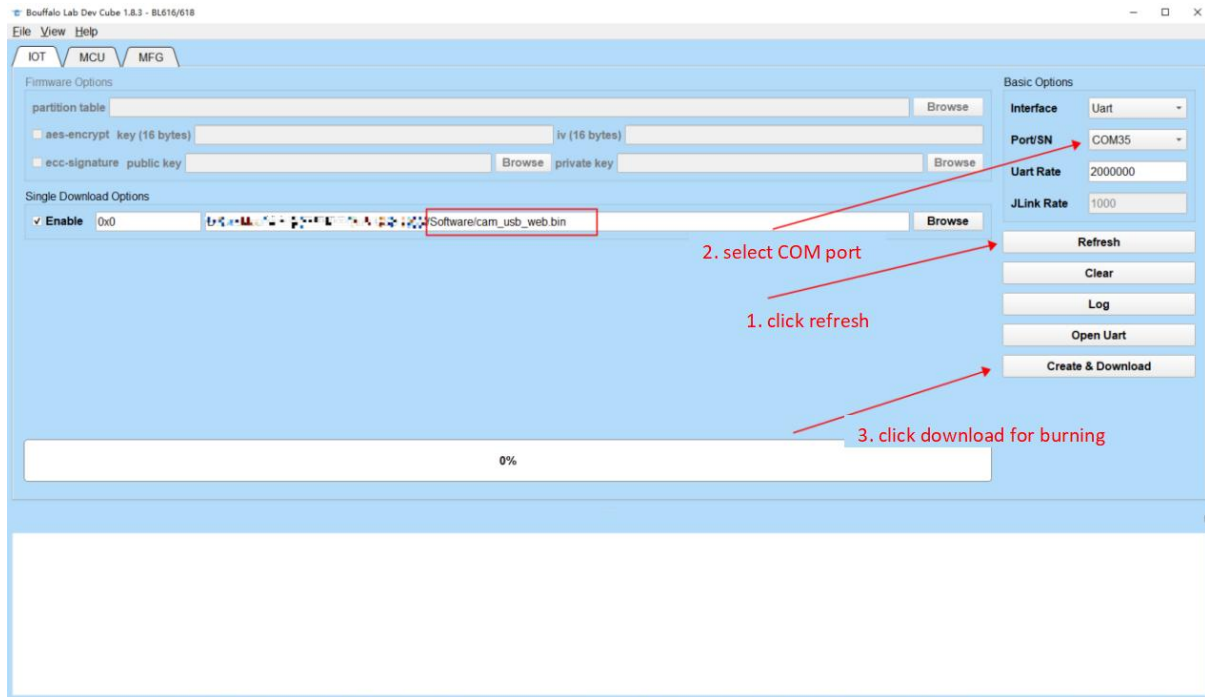 Bouffalo Lab Dev Cube 1.8.3 - BL616/618
File View Help
IOT MCU MFG
Firmware Options
partition table Browse
aes-encrypt key (16 bytes) iv (16 bytes)
ecc-signature public key Browse private key Browse
Single Download Options
Enable 0x0 /Software/cam_usb_web.bin Browse
Basic Options
Interface Uart
Port/SN COM35
Uart Rate 2000000
JLink Rate 1000
Refresh
Clear
Log
Open Uart
Create & Download
2. select COM port
1. click refresh
3. click download for burning
0%